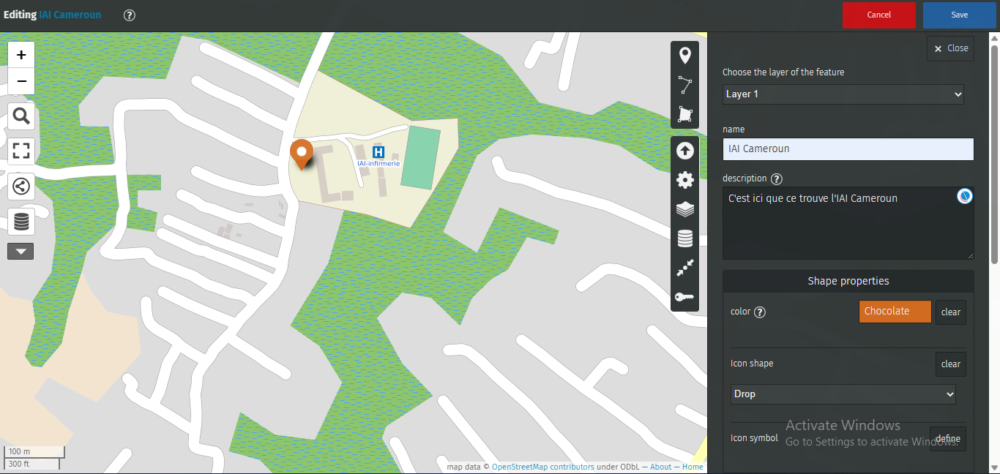 Editing IAI Cameroun
?
Cancel
Save
+
−
H
IAI-infirmerie
100 m
300 ft
map data © OpenStreetMap contributors under ODbL — About — Home
× Close
Choose the layer of the feature
Layer 1
name
IAI Cameroun
description ?
C'est ici que ce trouve l'IAI Cameroun
Shape properties
color ?
Chocolate
clear
Icon shape
clear
Drop
Icon symbol
define
Activate Windows
Go to Settings to activate Windows.